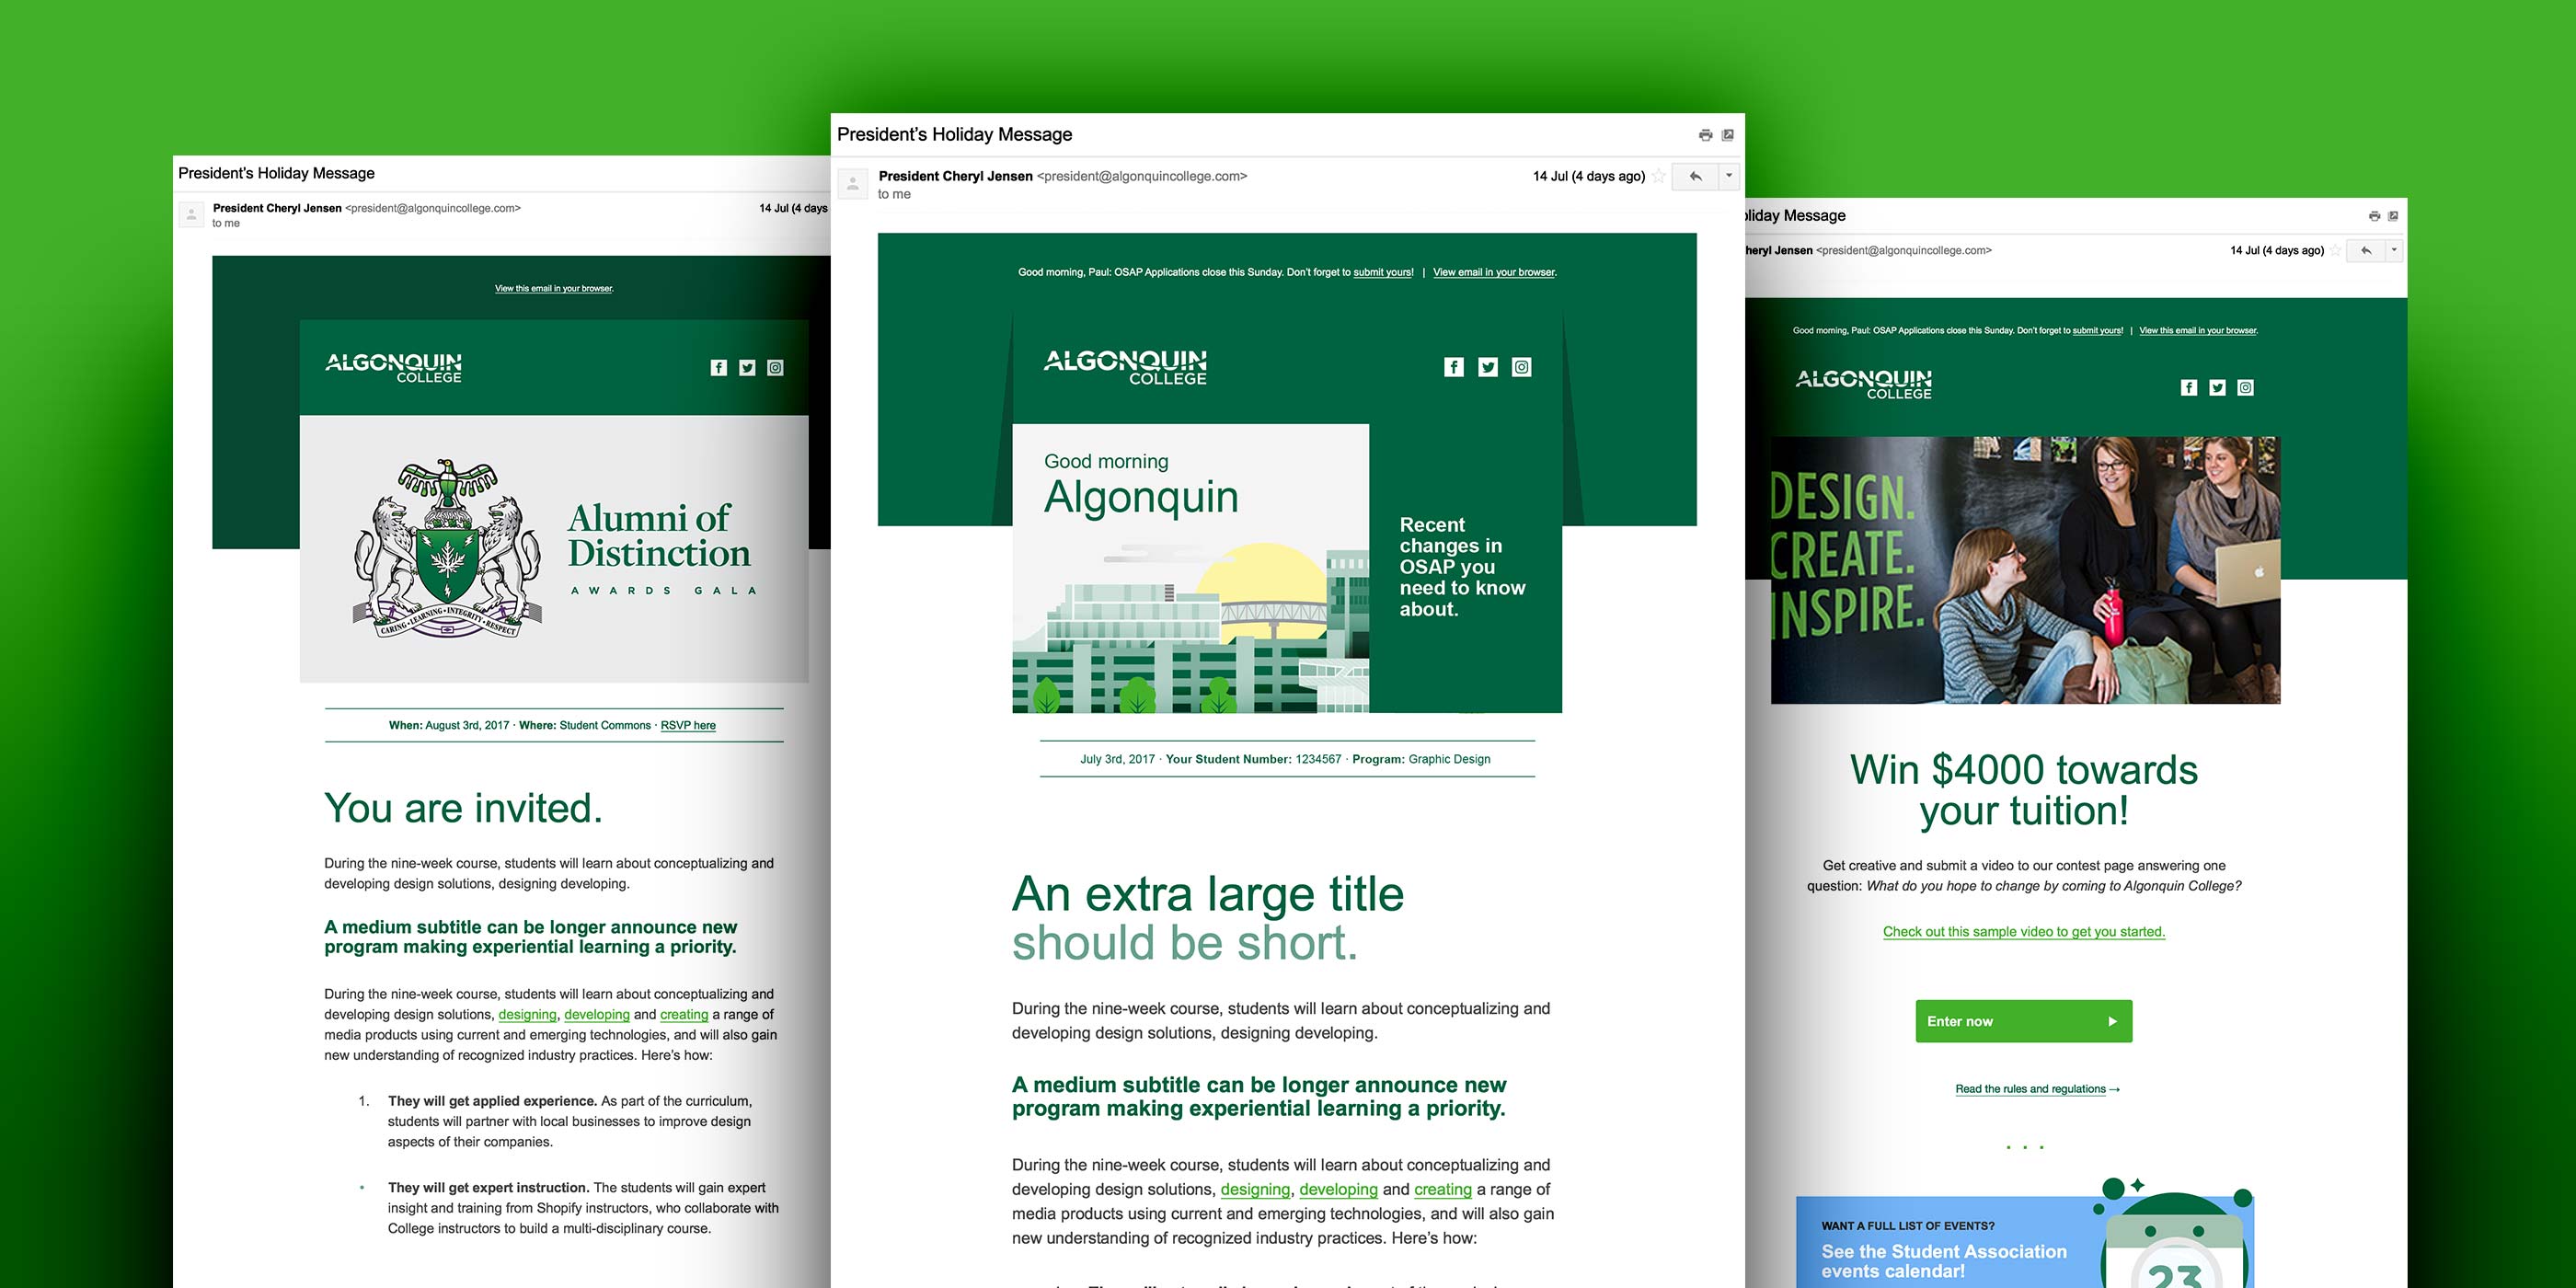 President's Holiday Message
President Cheryl Jensen <president@algonquincollege.com>
14 Jul (4 days
to me
View this email in your browser.
ALGONQUIN
COLLEGE
Alumni of
Distinction
AWARDS GALA
CARING · LEARNING · INTEGRITY · RESPECT
When: August 3rd, 2017 · Where: Student Commons · RSVP here
You are invited.
During the nine-week course, students will learn about conceptualizing and
developing design solutions, designing developing.
A medium subtitle can be longer announce new
program making experiential learning a priority.
During the nine-week course, students will learn about conceptualizing and
developing design solutions, designing, developing and creating a range of
media products using current and emerging technologies, and will also gain
new understanding of recognized industry practices. Here's how:
1. They will get applied experience. As part of the curriculum,
students will partner with local businesses to improve design
aspects of their companies.
• They will get expert instruction. The students will gain expert
insight and training from Shopify instructors, who collaborate with
College instructors to build a multi-disciplinary course.
President's Holiday Message
President Cheryl Jensen <president@algonquincollege.com>
14 Jul (4 days ago)
to me
Good morning, Paul: OSAP Applications close this Sunday. Don't forget to submit yours! | View email in your browser.
ALGONQUIN
COLLEGE
Good morning
Algonquin
Recent
changes in
OSAP you
need to know
about.
July 3rd, 2017 · Your Student Number: 1234567 · Program: Graphic Design
An extra large title
should be short.
During the nine-week course, students will learn about conceptualizing and
developing design solutions, designing developing.
A medium subtitle can be longer announce new
program making experiential learning a priority.
During the nine-week course, students will learn about conceptualizing and
developing design solutions, designing, developing and creating a range of
media products using current and emerging technologies, and will also gain
new understanding of recognized industry practices. Here's how:
oliday Message
heryl Jensen <president@algonquincollege.com>
14 Jul (4 days ago)
Good morning, Paul: OSAP Applications close this Sunday. Don't forget to submit yours! | View this email in your browser.
ALGONQUIN
COLLEGE
DESIGN.
CREATE.
INSPIRE.
Win $4000 towards
your tuition!
Get creative and submit a video to our contest page answering one
question: What do you hope to change by coming to Algonquin College?
Check out this sample video to get you started.
Enter now
Read the rules and regulations →
WANT A FULL LIST OF EVENTS?
See the Student Association
events calendar!
23